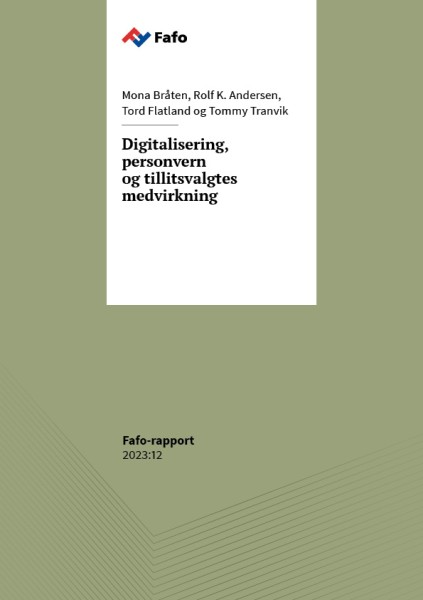 Fafo
Mona Bråten, Rolf K. Andersen,
Tord Flatland og Tommy Tranvik
Digitalisering,
personvern
og tillitsvalgtes
medvirkning
Fafo-rapport
2023:12